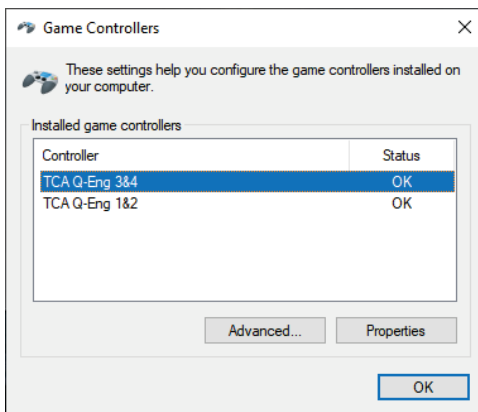 Game Controllers
These settings help you configure the game controllers installed on
your computer.
Installed game controllers
Controller Status
TCA Q-Eng 3&4 OK
TCA Q-Eng 1&2 OK
Advanced... Properties
OK